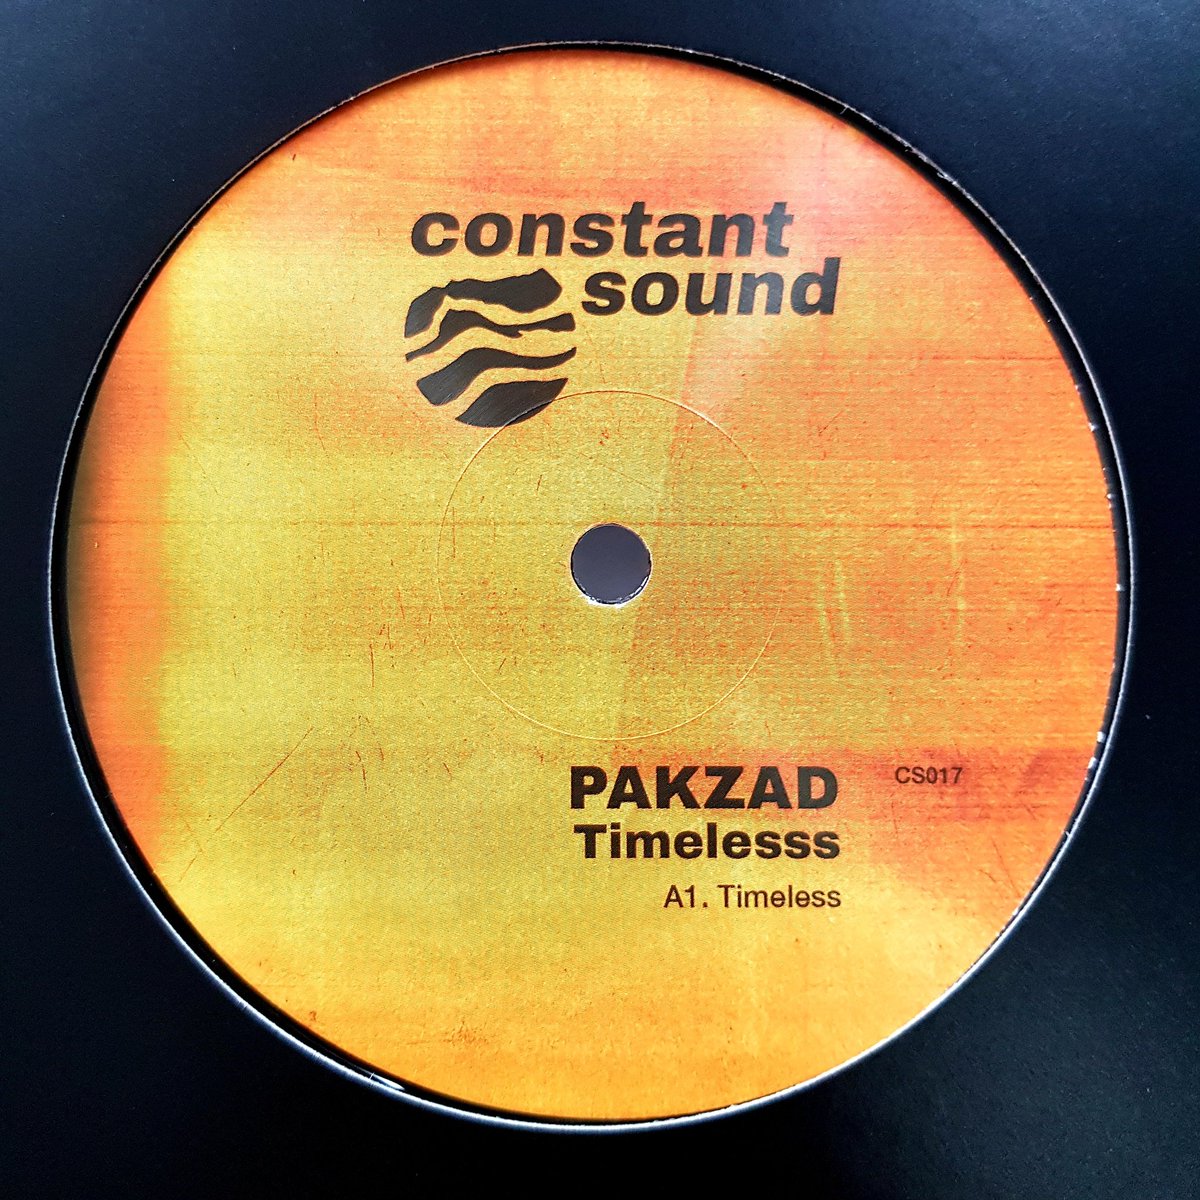 constant
sound
PAKZAD
CS017
Timelesss
A1. Timeless